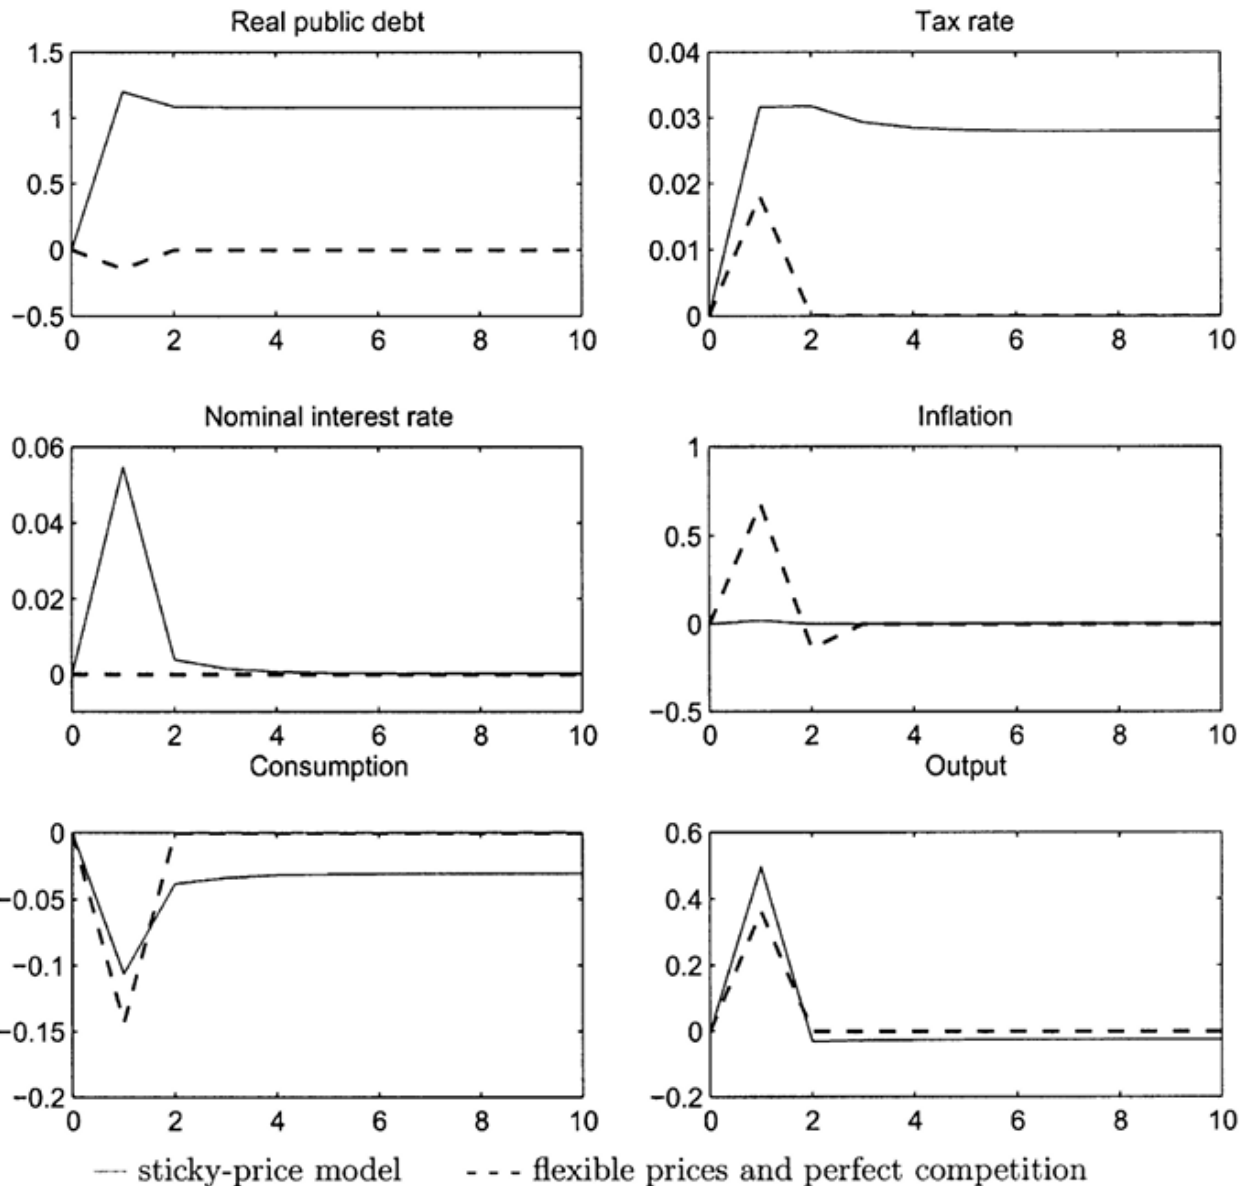 Real public debt
1.5
1
0.5
0
−0.5
0 2 4 6 8 10
Tax rate
0.04
0.03
0.02
0.01
0
0 2 4 6 8 10
Nominal interest rate
0.06
0.04
0.02
0
0 2 4 6 8 10
Inflation
1
0.5
0
−0.5
0 2 4 6 8 10
Consumption
0
−0.05
−0.1
−0.15
−0.2
0 2 4 6 8 10
Output
0.6
0.4
0.2
0
−0.2
0 2 4 6 8 10
— sticky-price model - - - flexible prices and perfect competition